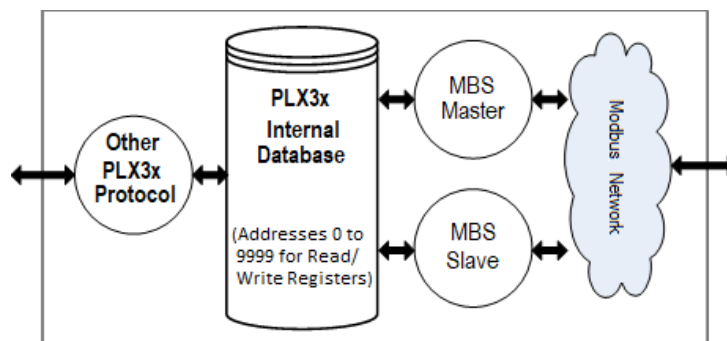 Other
PLX3x
Protocol
PLX3x
Internal
Database
(Addresses 0 to
9999 for Read/
Write Registers)
MBS
Master
MBS
Slave
Modbus Network